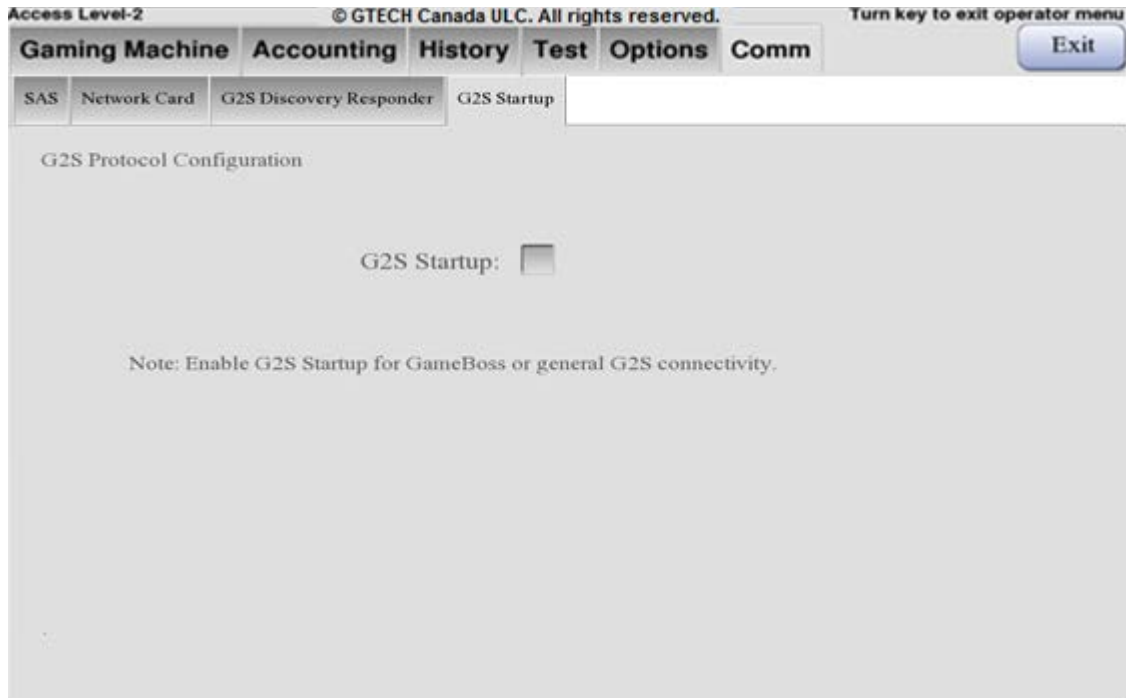 Access Level-2 © GTECH Canada ULC. All rights reserved. Turn key to exit operator menu
Gaming Machine Accounting History Test Options Comm Exit
SAS Network Card G2S Discovery Responder G2S Startup
G2S Protocol Configuration
G2S Startup:
Note: Enable G2S Startup for GameBoss or general G2S connectivity.